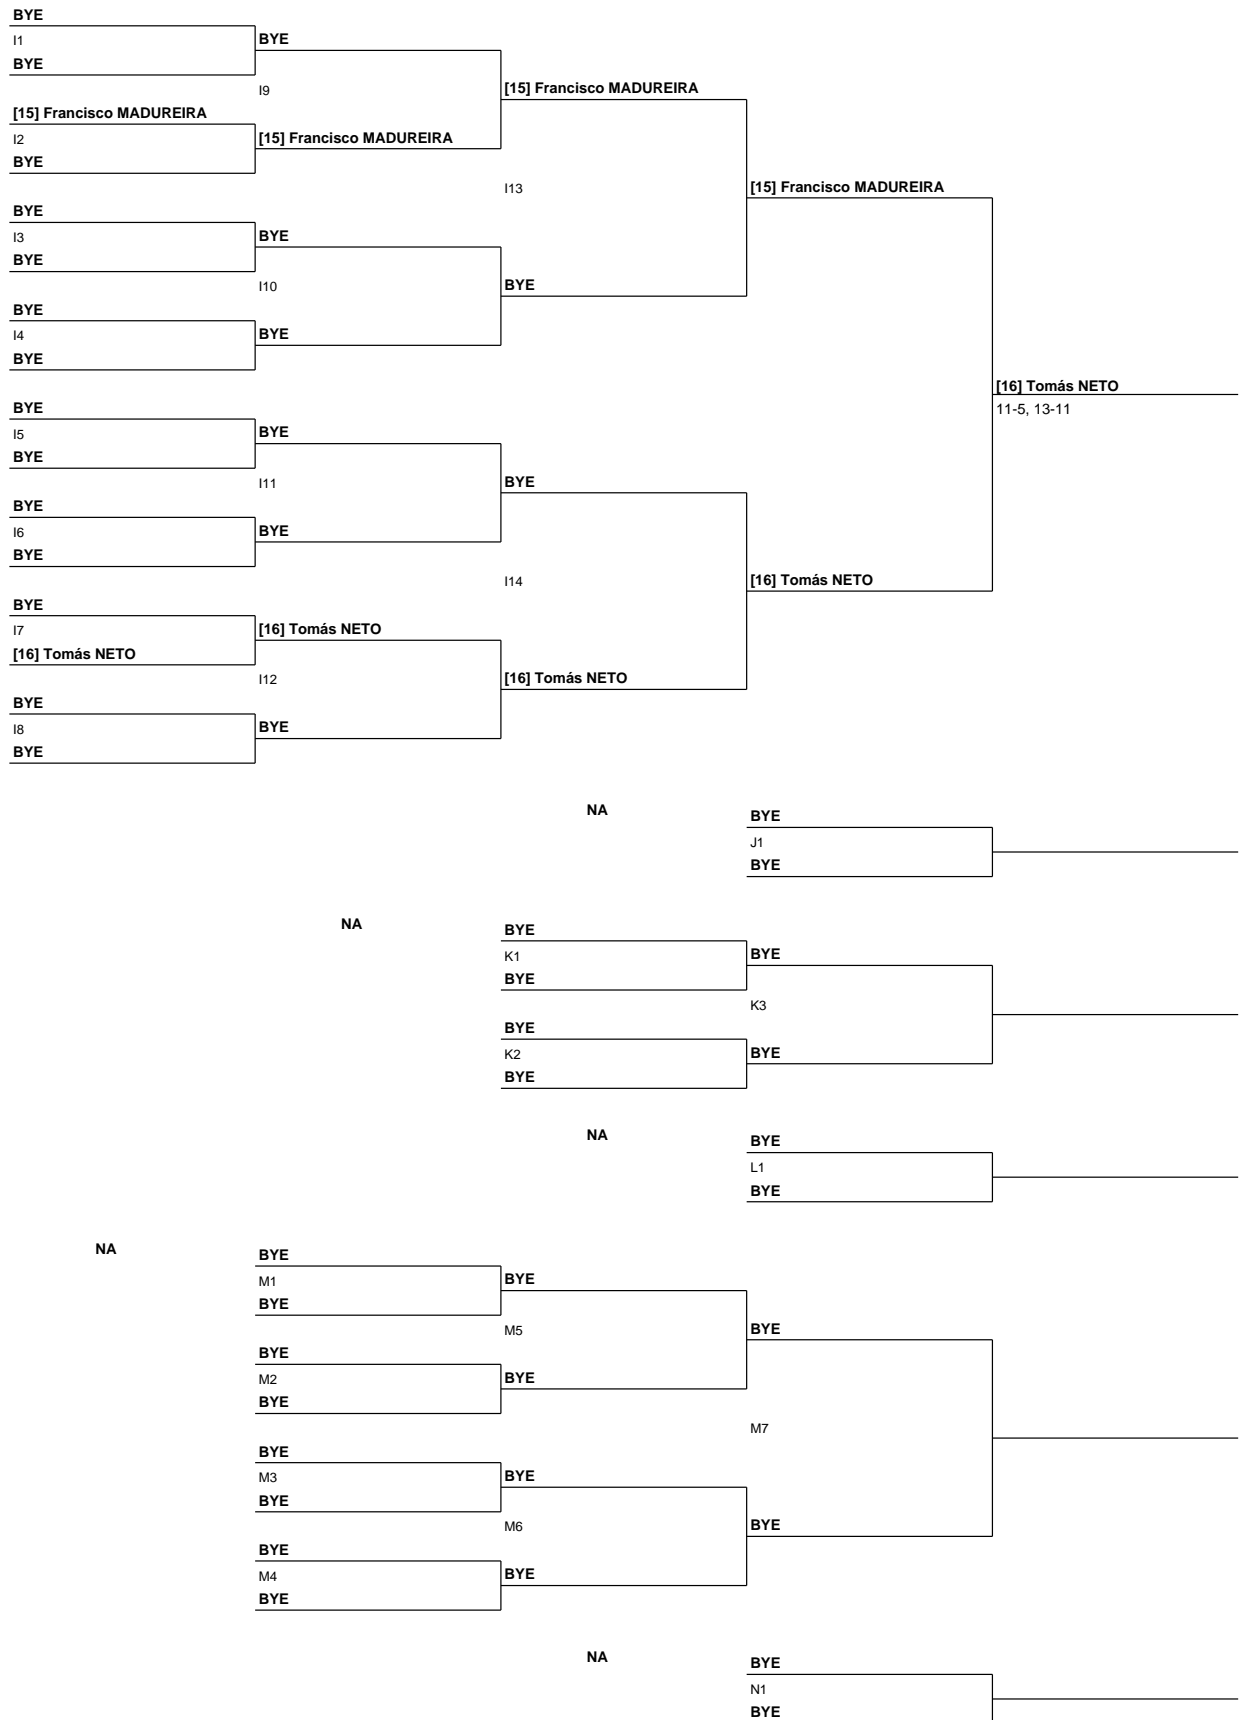 BYE
I1
BYE
BYE
I9
[15] Francisco MADUREIRA
[15] Francisco MADUREIRA
I2
[15] Francisco MADUREIRA
BYE
I13
[15] Francisco MADUREIRA
BYE
I3
BYE
BYE
I10
BYE
BYE
I4
BYE
BYE
[16] Tomás NETO
11-5, 13-11
BYE
I5
BYE
BYE
I11
BYE
BYE
I6
BYE
BYE
I14
[16] Tomás NETO
BYE
I7
[16] Tomás NETO
[16] Tomás NETO
I12
[16] Tomás NETO
BYE
I8
BYE
BYE
NA
BYE
J1
BYE
NA
BYE
K1
BYE
BYE
K3
BYE
K2
BYE
BYE
NA
BYE
L1
BYE
NA
BYE
M1
BYE
BYE
M5
BYE
BYE
M2
BYE
BYE
M7
BYE
M3
BYE
BYE
M6
BYE
BYE
M4
BYE
BYE
NA
BYE
N1
BYE